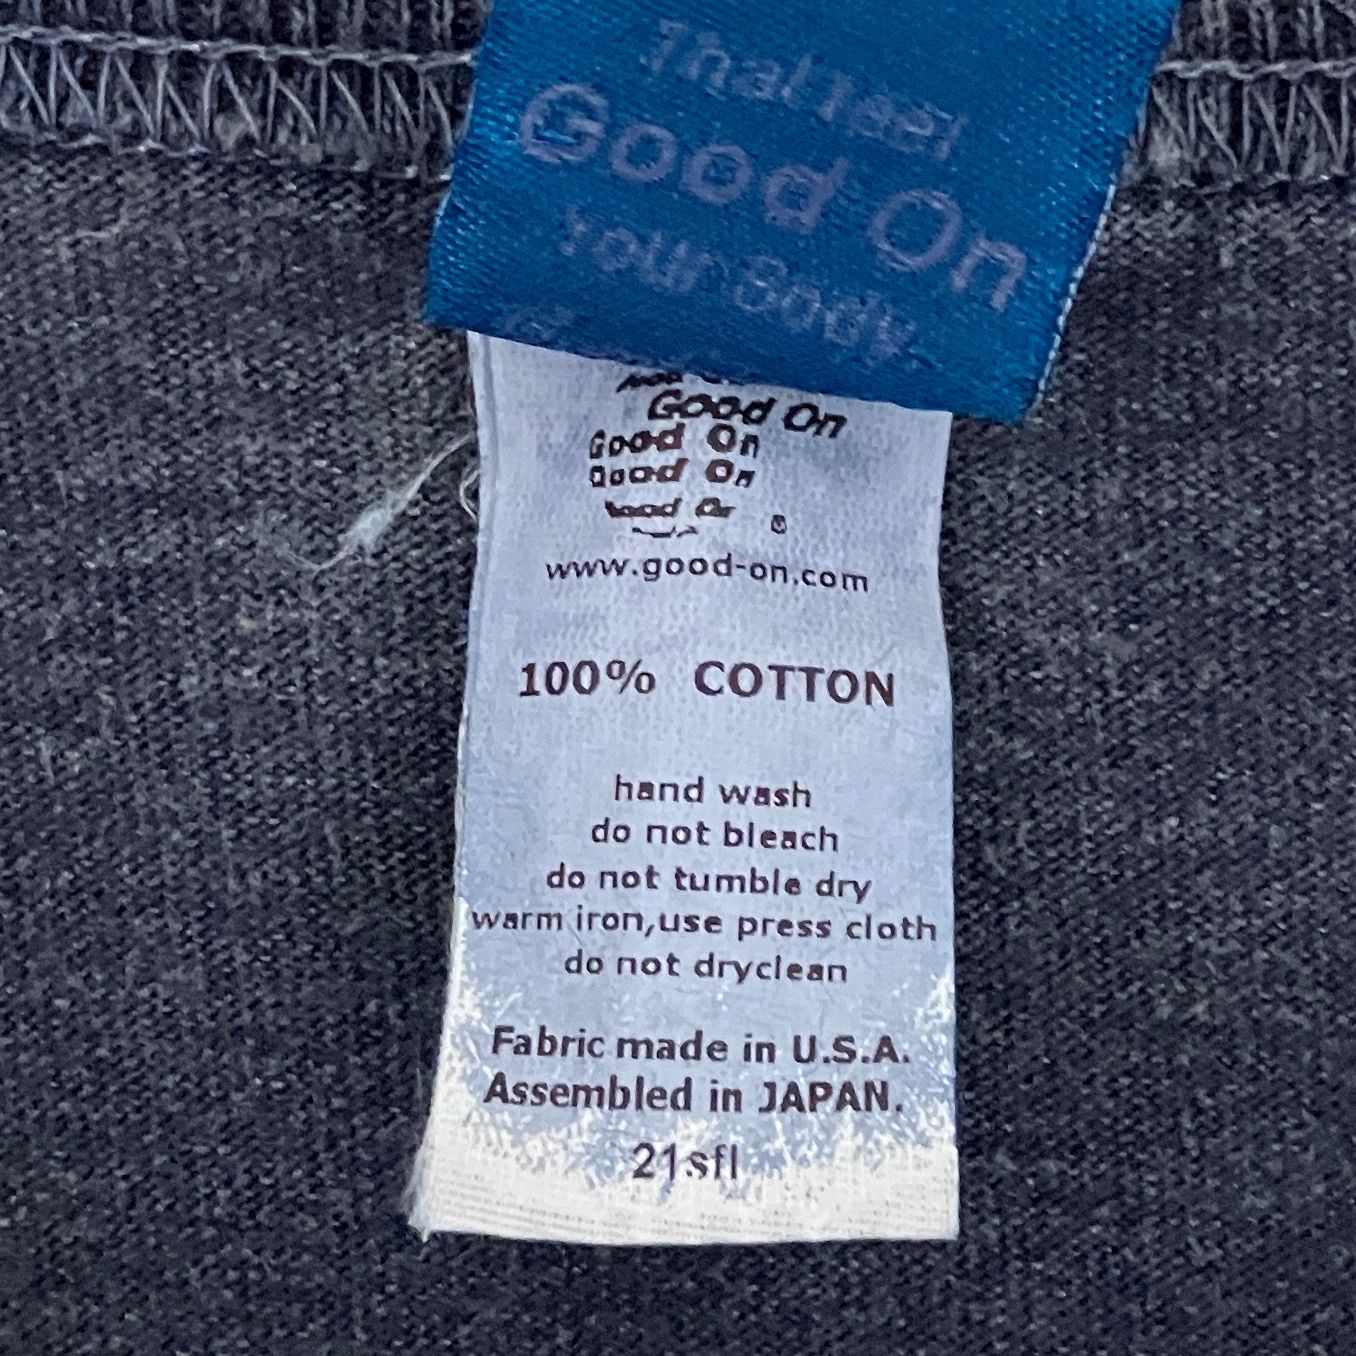 That feel
Good On
your Body
Good On
Good On
Good On
www.good-on.com
100% COTTON
hand wash
do not bleach
do not tumble dry
warm iron,use press cloth
do not dryclean
Fabric made in U.S.A.
Assembled in JAPAN.
21sfl